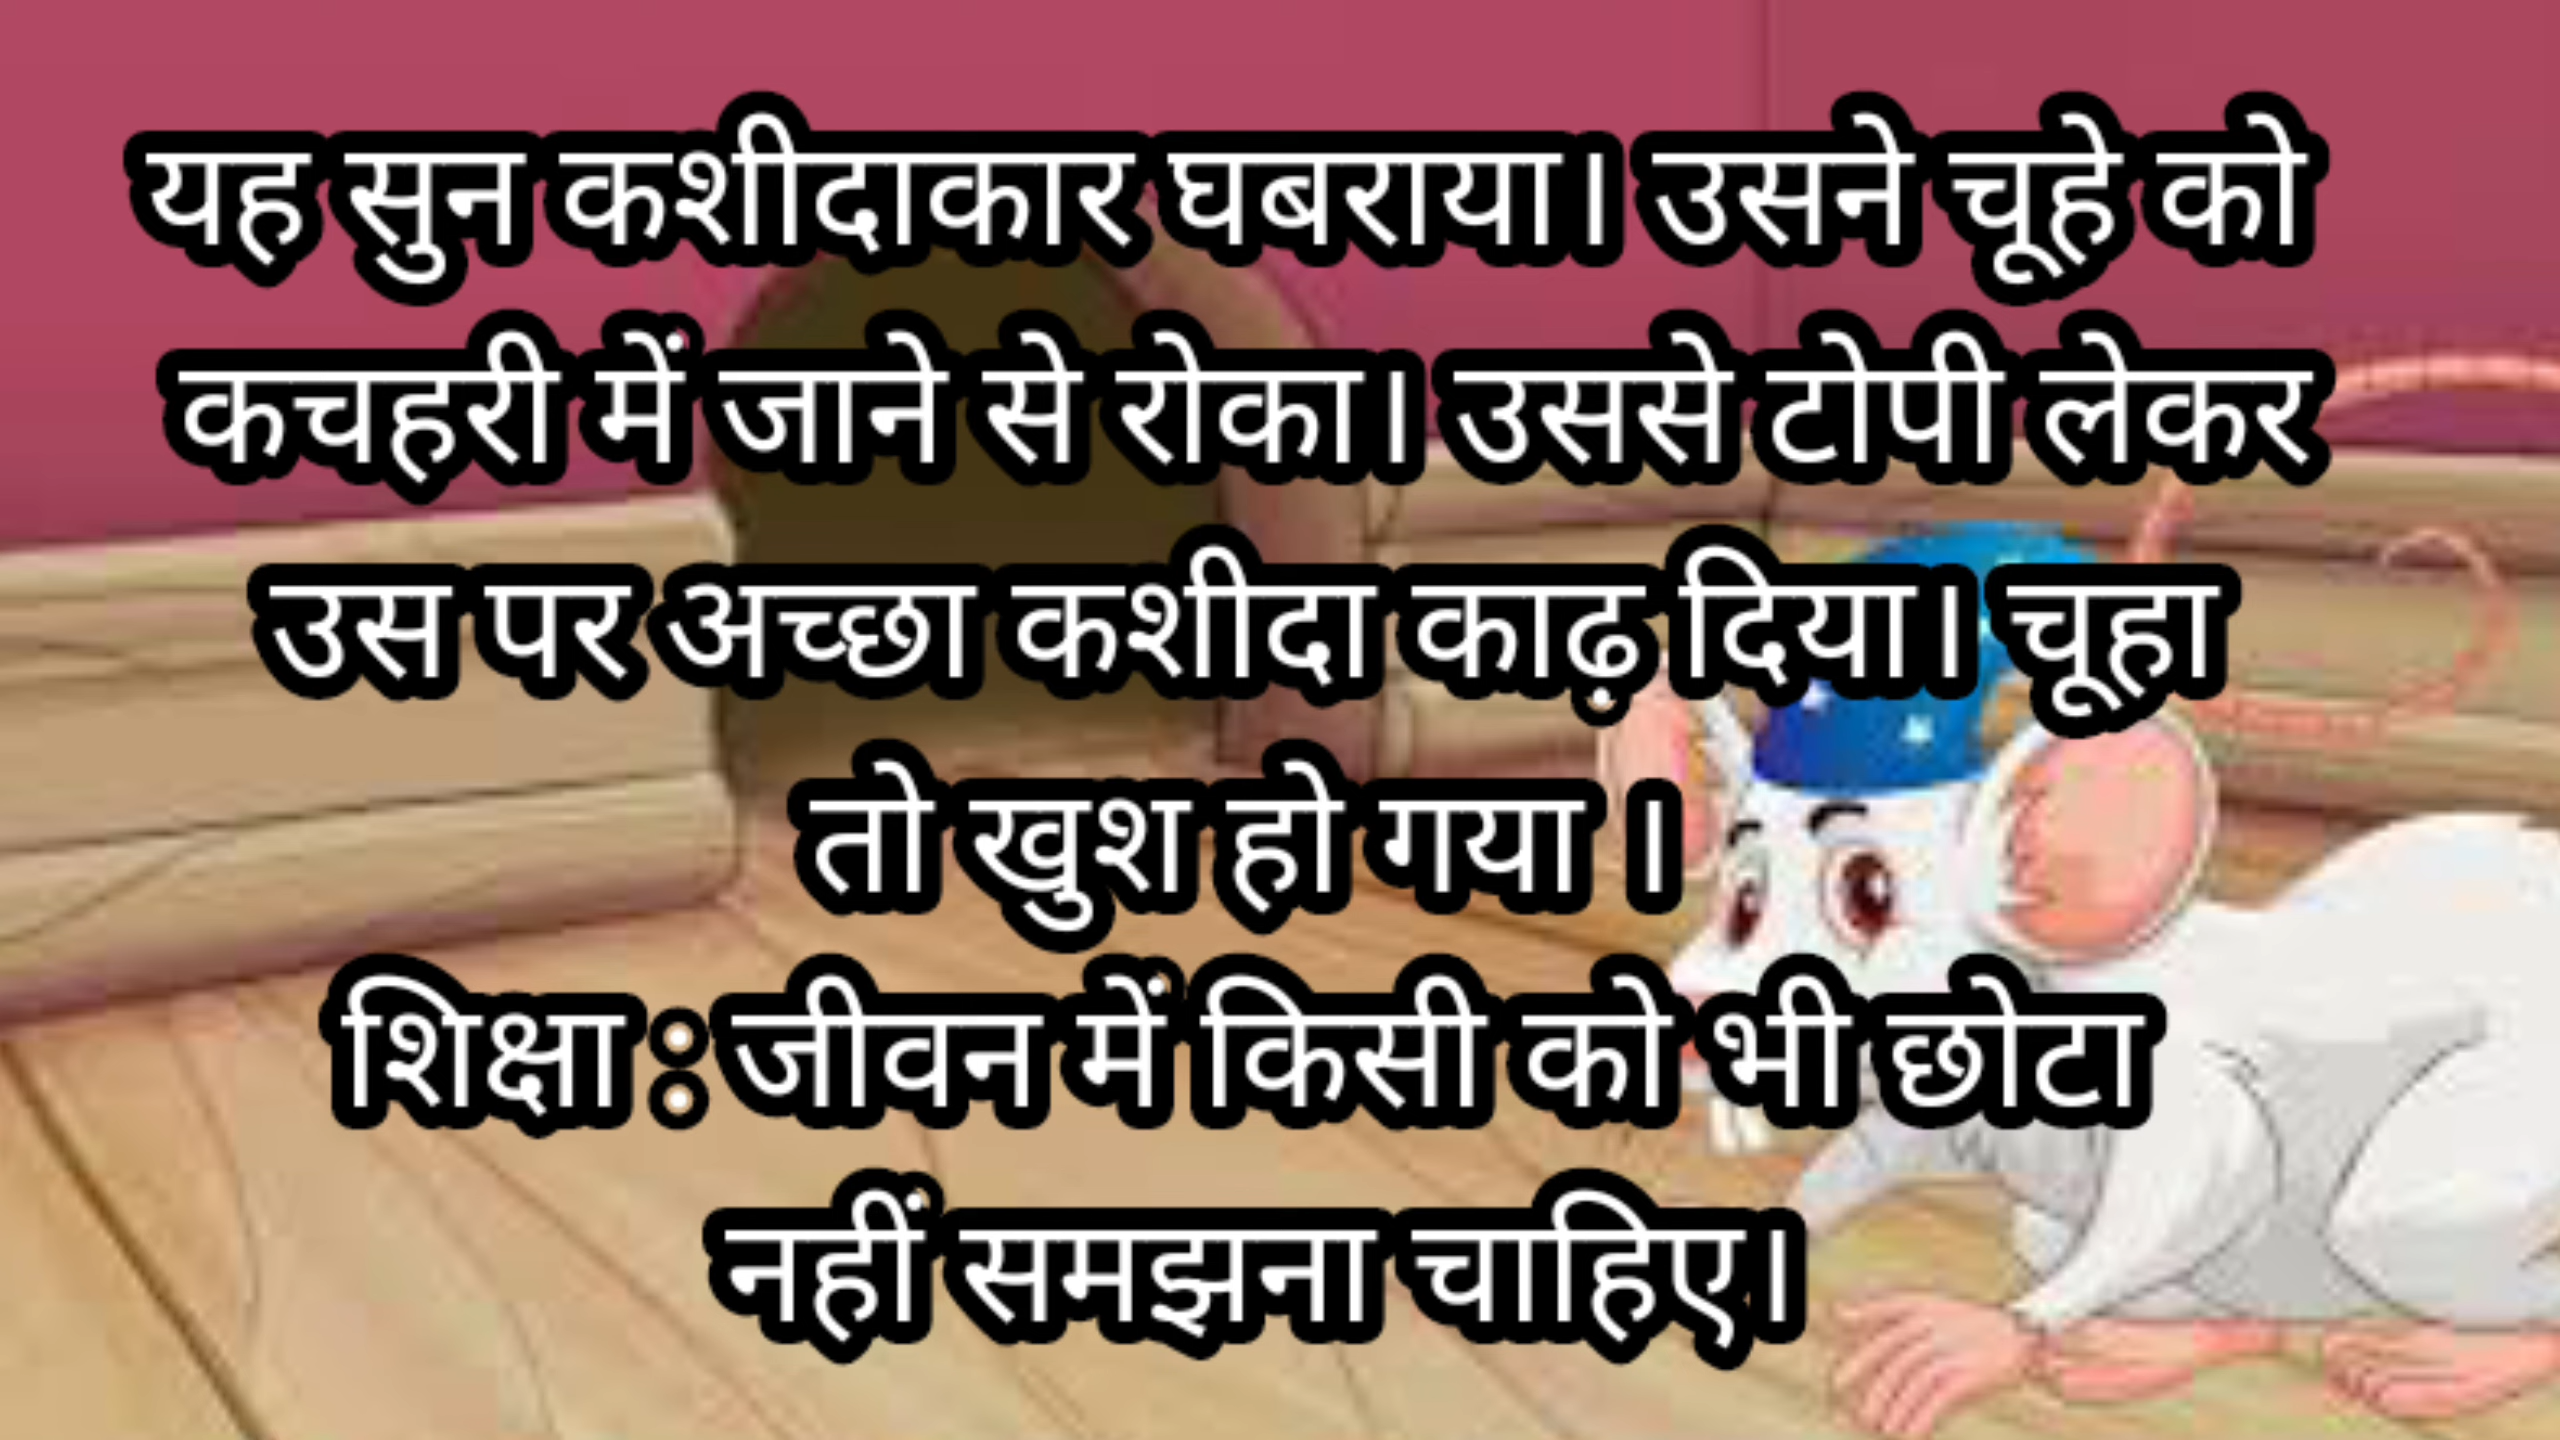 यह सुन कशीदाकार घबराया। उसने चूहे को
कचहरी में जाने से रोका। उससे टोपी लेकर
उस पर अच्छा कशीदा काढ़ दिया। चूहा
तो खुश हो गया ।
शिक्षा : जीवन में किसी को भी छोटा
नहीं समझना चाहिए।